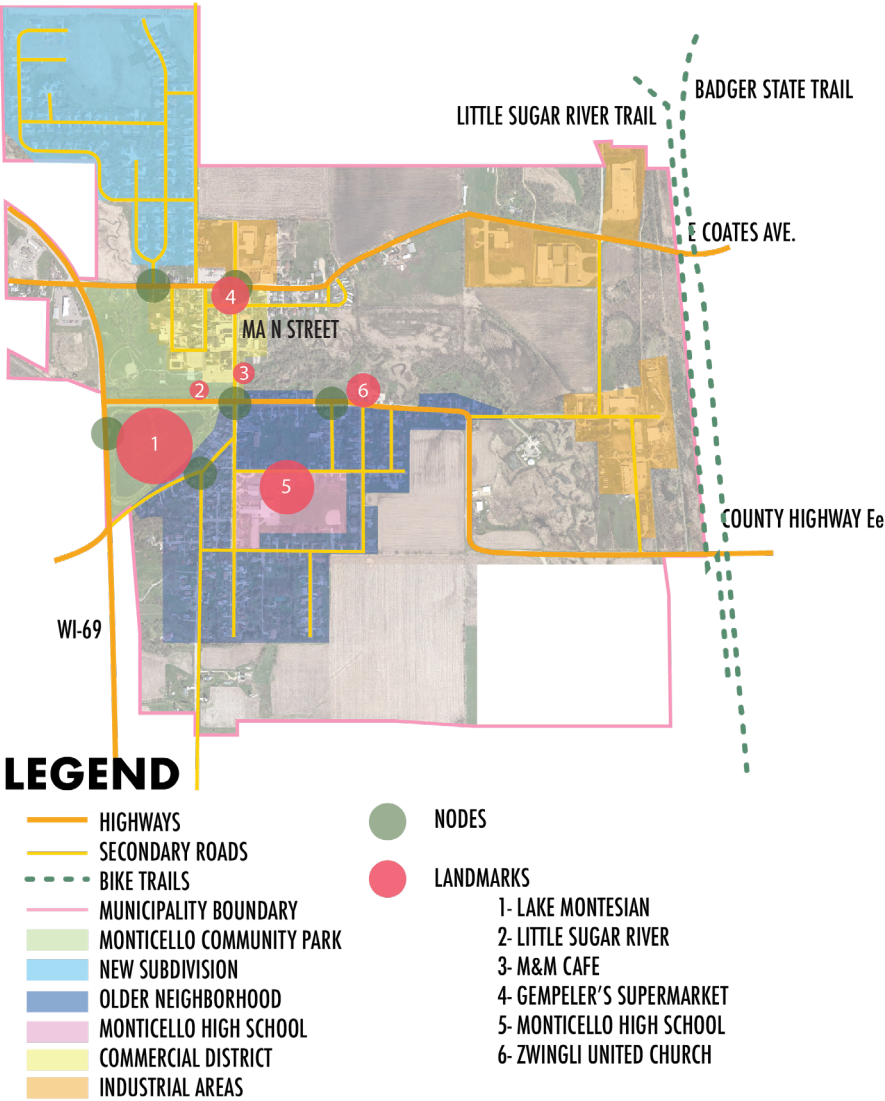 BADGER STATE TRAIL
LITTLE SUGAR RIVER TRAIL
E COATES AVE.
4
MA N STREET
3
2
6
1
5
COUNTY HIGHWAY Ee
WI-69
LEGEND
HIGHWAYS
SECONDARY ROADS
BIKE TRAILS
MUNICIPALITY BOUNDARY
MONTICELLO COMMUNITY PARK
NEW SUBDIVISION
OLDER NEIGHBORHOOD
MONTICELLO HIGH SCHOOL
COMMERCIAL DISTRICT
INDUSTRIAL AREAS
NODES
LANDMARKS
1- LAKE MONTESIAN
2- LITTLE SUGAR RIVER
3- M&M CAFE
4- GEMPELER'S SUPERMARKET
5- MONTICELLO HIGH SCHOOL
6- ZWINGLI UNITED CHURCH